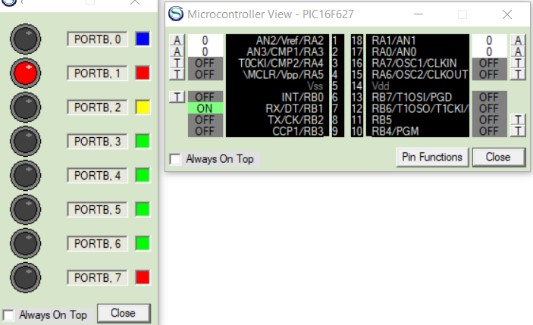 PORTB, 0
PORTB, 1
PORTB, 2
PORTB, 3
PORTB, 4
PORTB, 5
PORTB, 6
PORTB, 7
Always On Top Close
Microcontroller View - PIC16F627
A 0 AN2/Vref/RA2 1 18 RA1/AN1 0 A
A 0 AN3/CMP1/RA3 2 17 RA0/AN0 0 A
T OFF T0CKI/CMP2/RA4 3 16 RA7/OSC1/CLKIN OFF T
T OFF \MCLR/Vpp/RA5 4 15 RA6/OSC2/CLKOUT OFF T
Vss 5 14 Vdd
T OFF INT/RB0 6 13 RB7/T1OSI/PGD OFF
ON RX/DT/RB1 7 12 RB6/T1OSO/T1CKI/ OFF
OFF TX/CK/RB2 8 11 RB5 OFF T
OFF CCP1/RB3 9 10 RB4/PGM OFF T
Always On Top Pin Functions Close